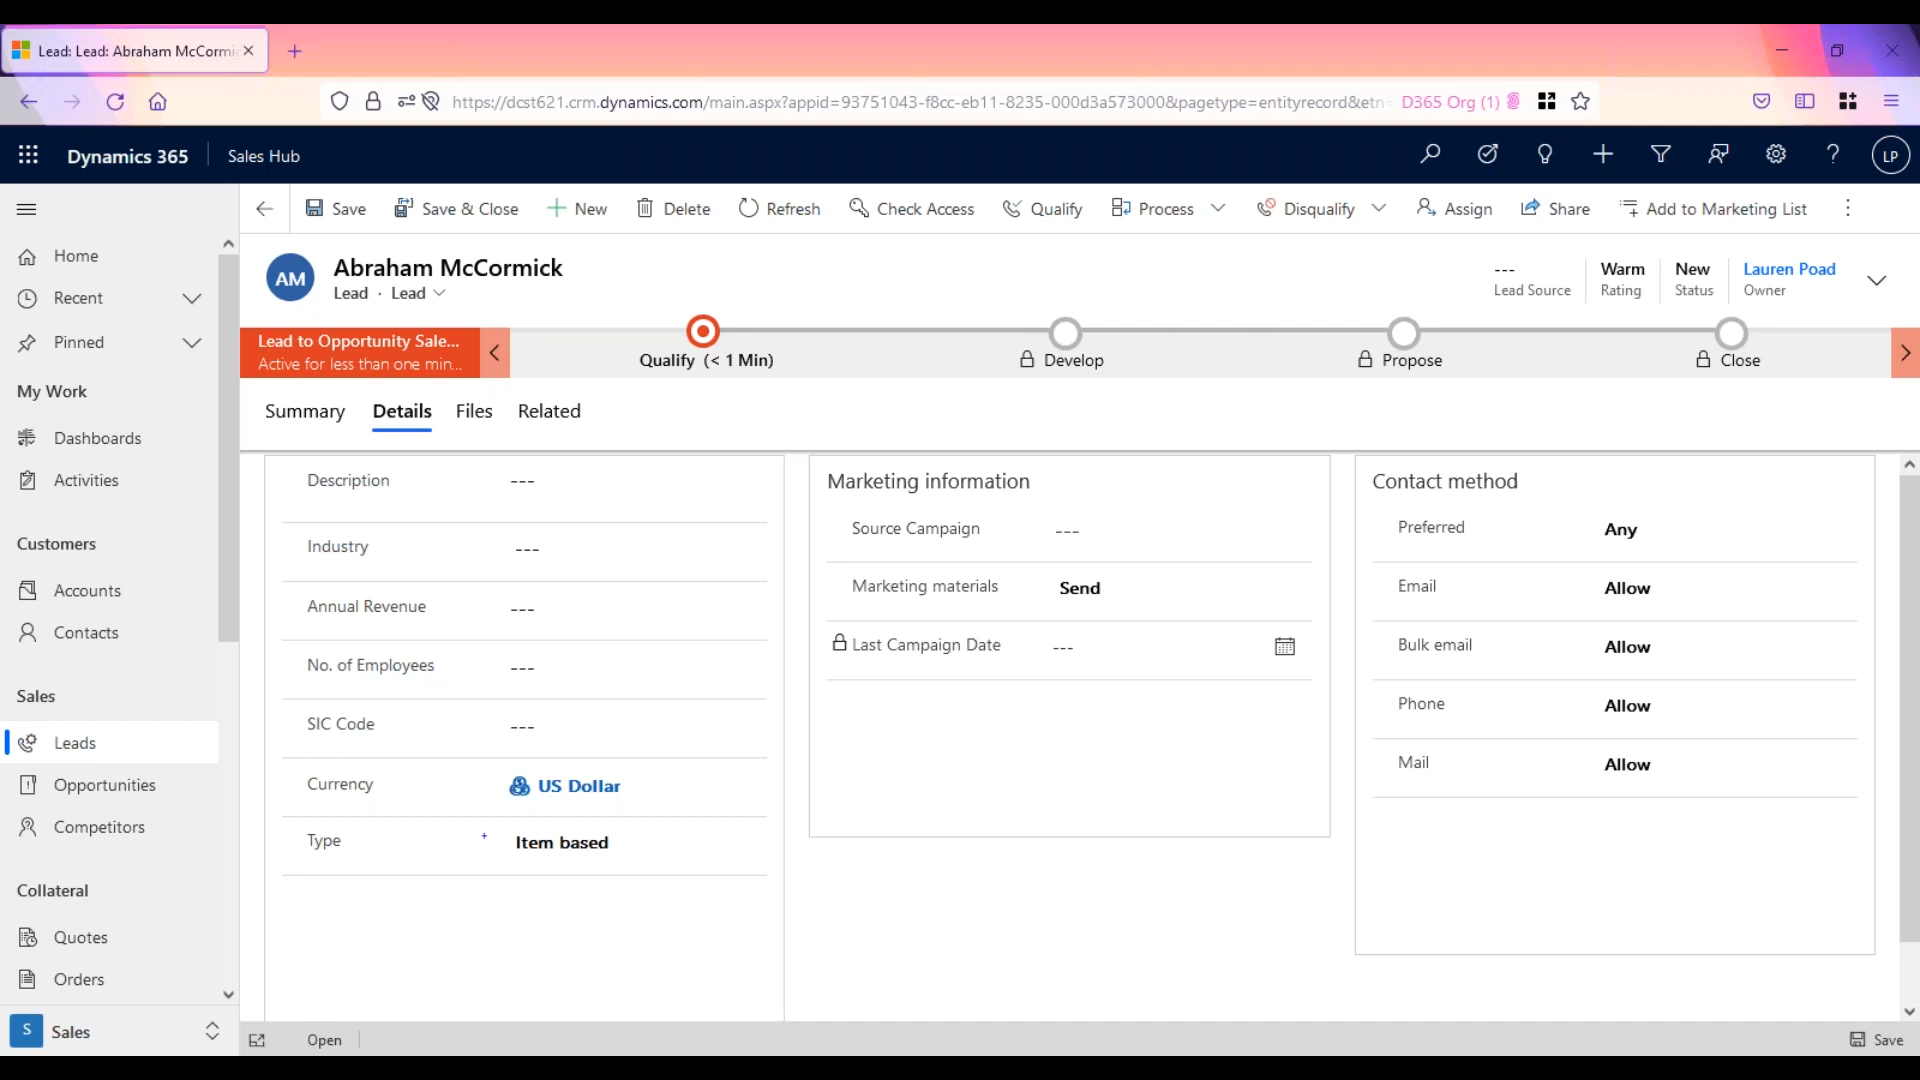 Lead: Lead: Abraham McCormi
https://dcst621.crm.dynamics.com/main.aspx?appid=93751043-f8cc-eb11-8235-000d3a573000&pagetype=entityrecord&etn=
D365 Org (1)
Dynamics 365
Sales Hub
LP
Save
Save & Close
New
Delete
Refresh
Check Access
Qualify
Process
Disqualify
Assign
Share
Add to Marketing List
Home
Recent
Pinned
My Work
Dashboards
Activities
Customers
Accounts
Contacts
Sales
Leads
Opportunities
Competitors
Collateral
Quotes
Orders
S
Sales
AM
Abraham McCormick
Lead · Lead
---
Lead Source
Warm
Rating
New
Status
Lauren Poad
Owner
Lead to Opportunity Sale...
Active for less than one min...
Qualify (< 1 Min)
Develop
Propose
Close
Summary
Details
Files
Related
Description ---
Industry ---
Annual Revenue ---
No. of Employees ---
SIC Code ---
Currency US Dollar
Type + Item based
Marketing information
Source Campaign ---
Marketing materials Send
Last Campaign Date ---
Contact method
Preferred Any
Email Allow
Bulk email Allow
Phone Allow
Mail Allow
Open
Save